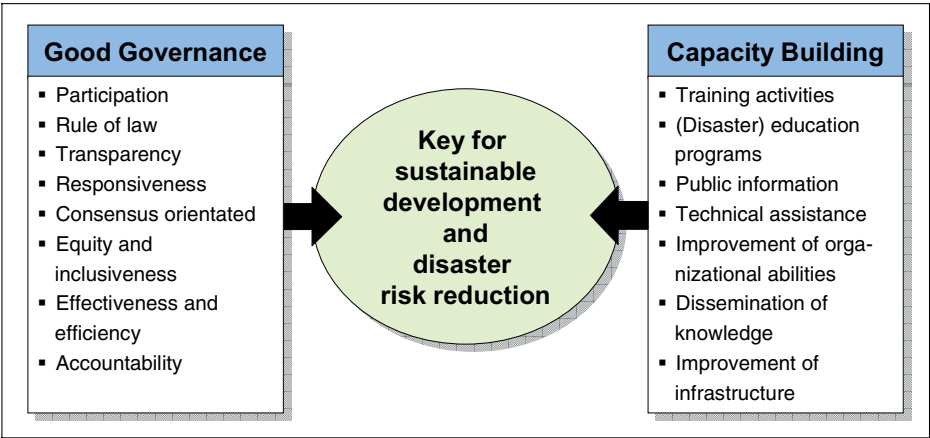 Good Governance
▪ Participation
▪ Rule of law
▪ Transparency
▪ Responsiveness
▪ Consensus orientated
▪ Equity and
inclusiveness
▪ Effectiveness and
efficiency
▪ Accountability
Key for
sustainable
development
and
disaster
risk reduction
Capacity Building
▪ Training activities
▪ (Disaster) education
programs
▪ Public information
▪ Technical assistance
▪ Improvement of orga-
nizational abilities
▪ Dissemination of
knowledge
▪ Improvement of
infrastructure